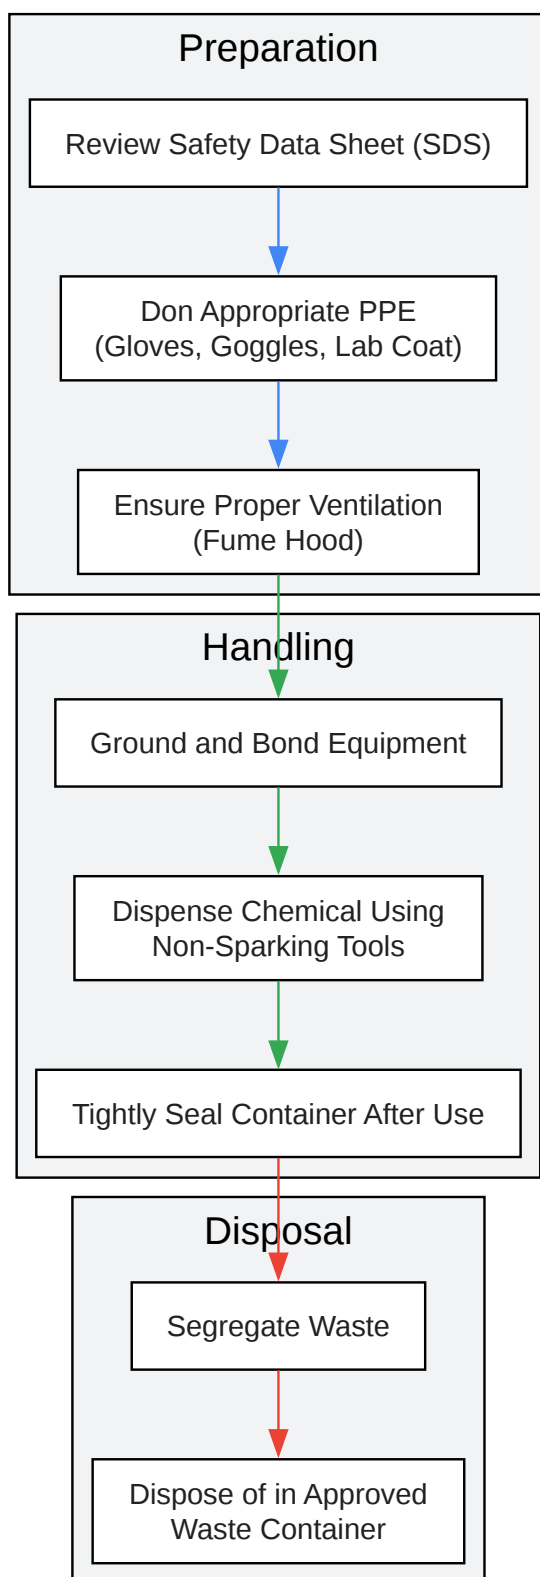 Preparation
Review Safety Data Sheet (SDS)
Don Appropriate PPE
(Gloves, Goggles, Lab Coat)
Ensure Proper Ventilation
(Fume Hood)
Handling
Ground and Bond Equipment
Dispense Chemical Using
Non-Sparking Tools
Tightly Seal Container After Use
Disposal
Segregate Waste
Dispose of in Approved
Waste Container